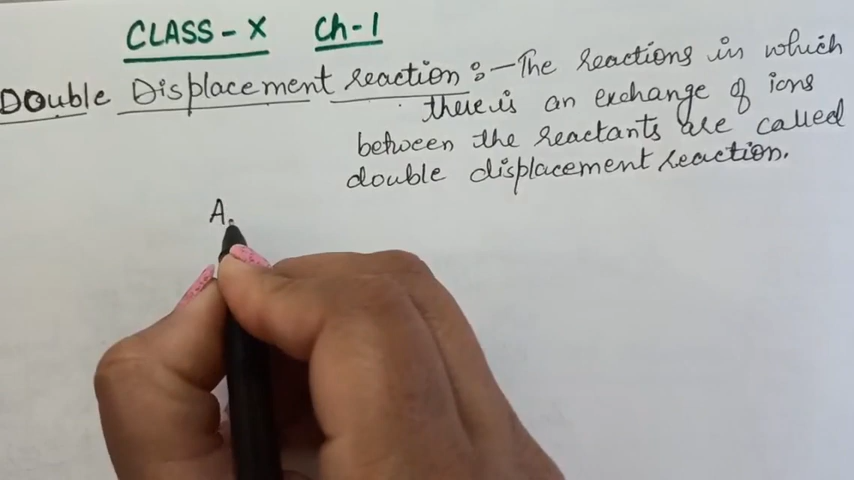 CLASS - X Ch-1
Double Displacement reaction :- The reactions in which
there is an exchange of ions
between the reactants are called
double displacement reaction.
A